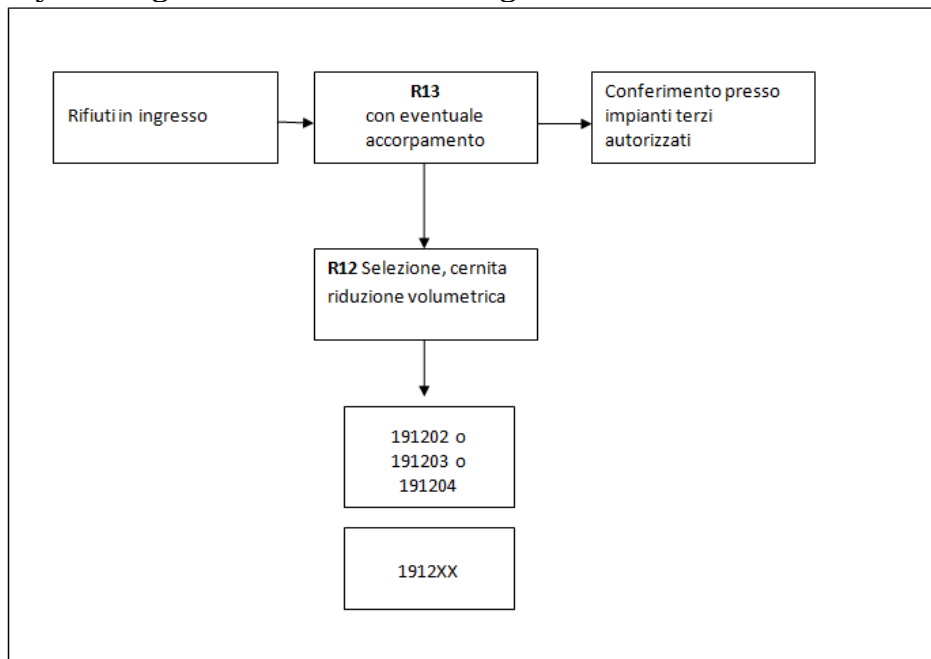 Rifiuti in ingresso
R13
con eventuale
accorpamento
Conferimento presso
impianti terzi
autorizzati
R12 Selezione, cernita
riduzione volumetrica
191202 o
191203 o
191204
1912XX